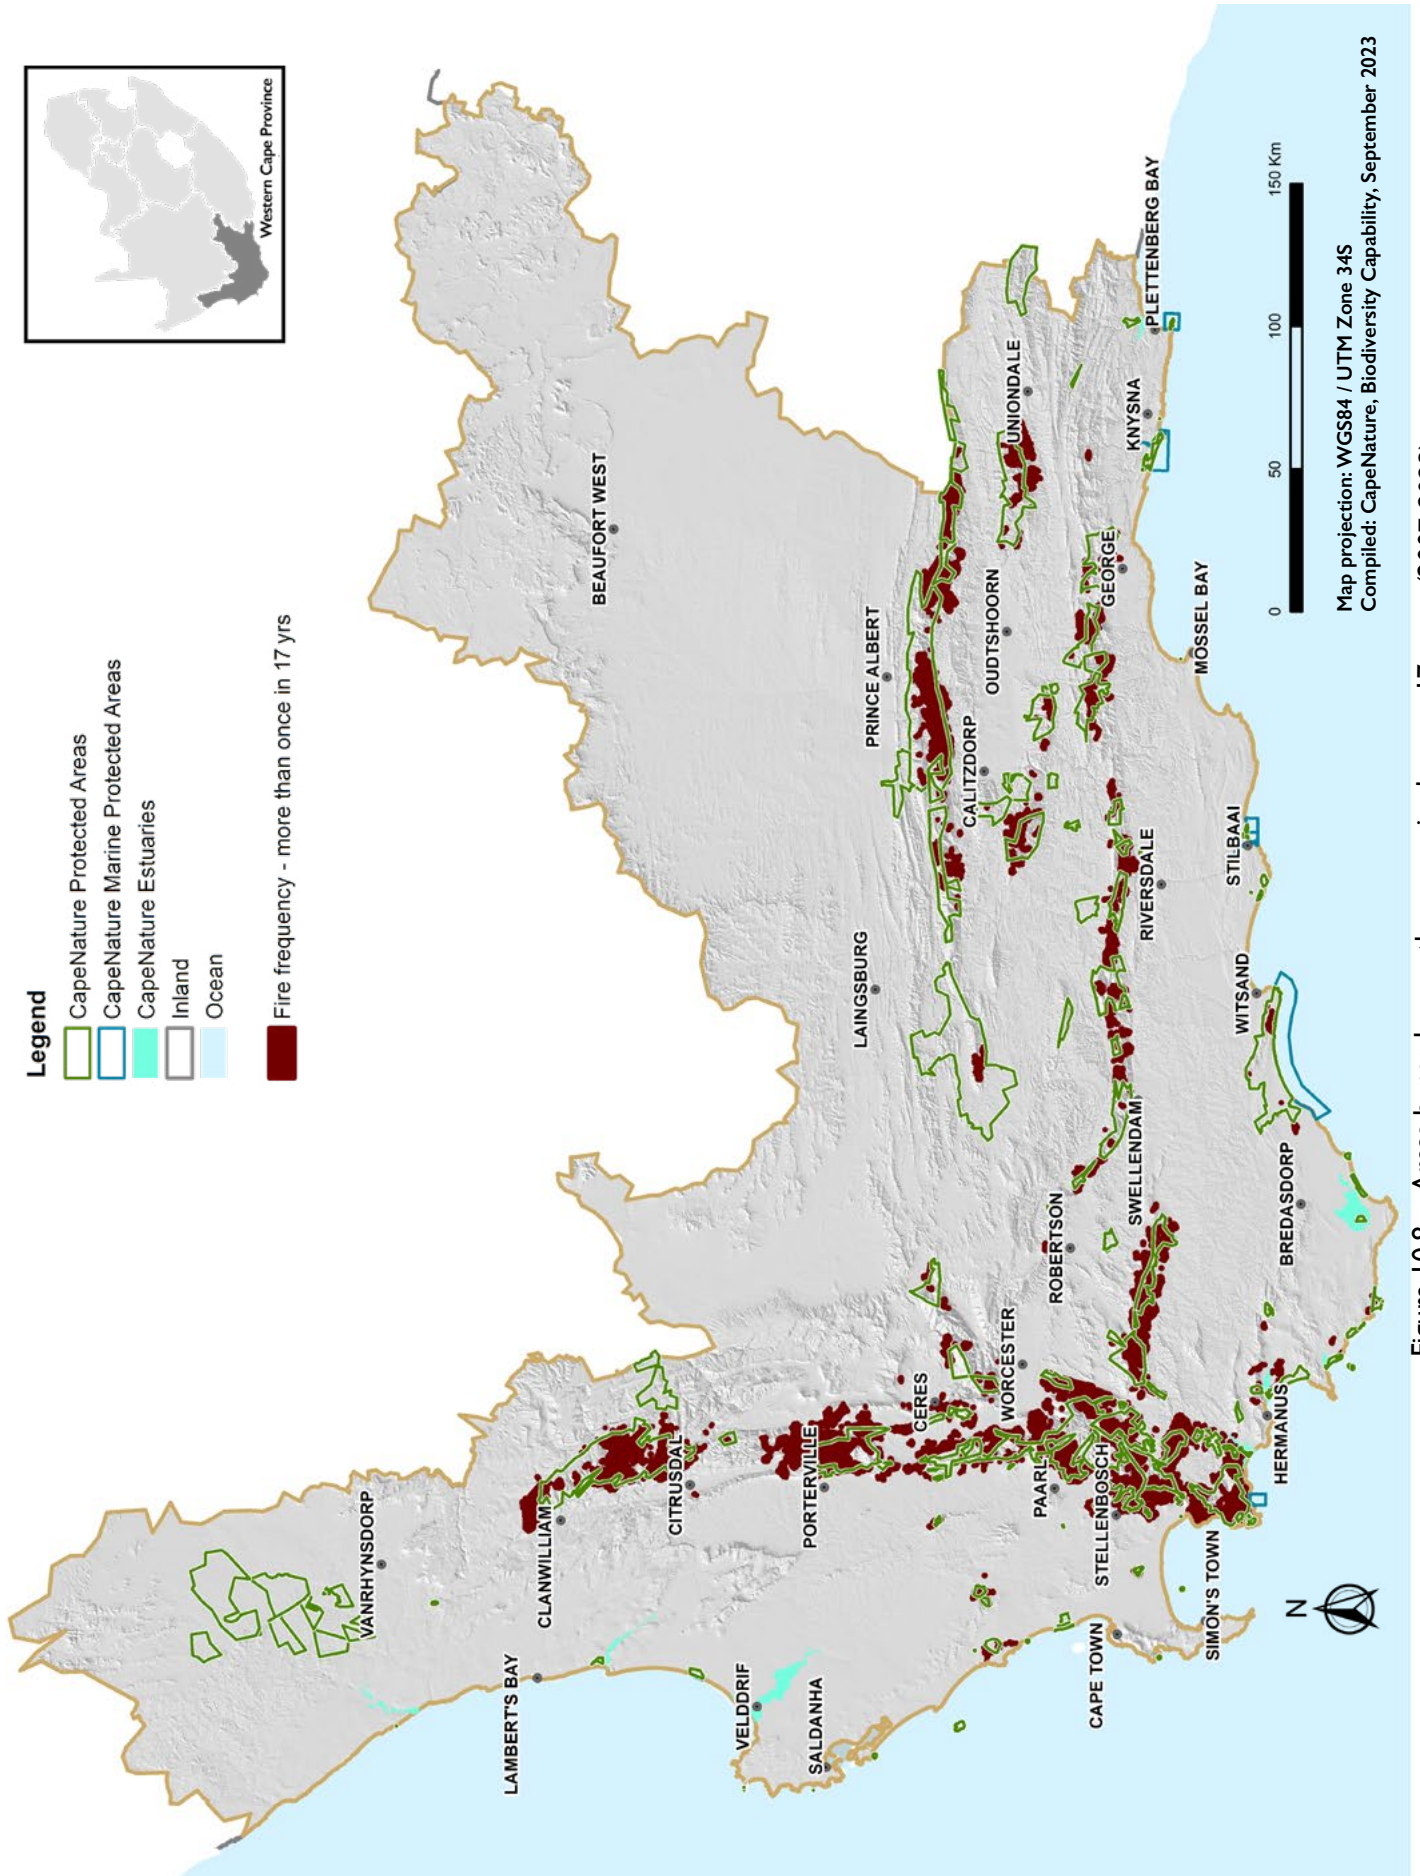 Western Cape Province
Legend
CapeNature Protected Areas
CapeNature Marine Protected Areas
CapeNature Estuaries
Inland
Ocean
Fire frequency - more than once in 17 yrs
VANRHYNSDORP
LAMBERT'S BAY
CLANWILLIAM
CITRUSDAL
VELDDRIF
SALDANHA
PORTERVILLE
CERES
WORCESTER
PAARL
STELLENBOSCH
CAPE TOWN
SIMON'S TOWN
HERMANUS
ROBERTSON
SWELLENDAM
BREDASDORP
WITSAND
LAINGSBURG
BEAUFORT WEST
PRINCE ALBERT
CALITZDORP
OUDTSHOORN
RIVERSDALE
STILBAAI
MOSSEL BAY
GEORGE
UNIONDALE
KNYSNA
PLETTENBERG BAY
N
0 50 100 150 Km
Map projection: WGS84 / UTM Zone 34S
Compiled: CapeNature, Biodiversity Capability, September 2023